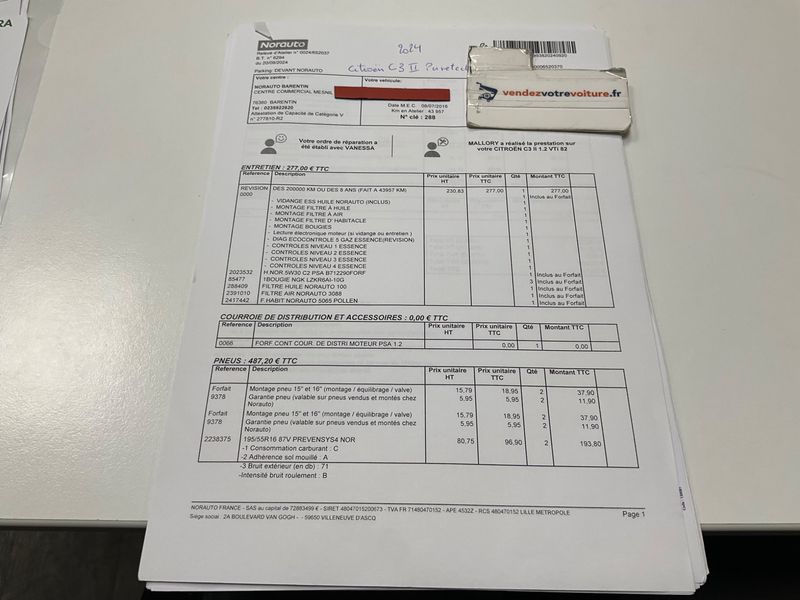 RA
Norauto
Relevé d'Atelier n° 0024/652037
B.T. n° 8294
du 20/09/2024
2024
Citroën C3 II Puretech
vendezvotrevoiture.fr
Parking: DEVANT NORAUTO
Votre centre :
Votre véhicule:
NORAUTO BARENTIN
CENTRE COMMERCIAL MESNIL
76360 BARENTIN
Tel : 0235922620
Attestation de Capacité de Catégorie V
n° 277810-R2
Date M.E.C. 08/07/2016
Km en Atelier : 43 957
N° clé : 288
Votre ordre de réparation a
été établi avec VANESSA
MALLORY a réalisé la prestation sur
votre CITROËN C3 II 1.2 VTi 82
ENTRETIEN : 277,00 € TTC
Reference Description Prix unitaire HT Prix unitaire TTC Qté Montant TTC
REVISION DES 200000 KM OU DES 8 ANS (FAIT A 43957 KM) 230,83 277,00 1 277,00
0000 1 Inclus au Forfait
- VIDANGE ESS HUILE NORAUTO (INCLUS) 1
- MONTAGE FILTRE À HUILE 1
- MONTAGE FILTRE À AIR 1
- MONTAGE FILTRE D' HABITACLE 1
- MONTAGE BOUGIES 1
- Lecture électronique moteur (si vidange ou entretien ) 1
- DIAG ECOCONTROLE 5 GAZ ESSENCE(REVISION) 1
- CONTROLES NIVEAU 1 ESSENCE 1
- CONTROLES NIVEAU 2 ESSENCE 1
- CONTROLES NIVEAU 3 ESSENCE 1
- CONTROLES NIVEAU 4 ESSENCE 1
2023532 H.NOR.5W30 C2 PSA B712290FORF 1 Inclus au Forfait
85477 1BOUGIE NGK LZKR6AI-10G 3 Inclus au Forfait
288409 FILTRE HUILE NORAUTO 100 1 Inclus au Forfait
2391010 FILTRE AIR NORAUTO 3088 1 Inclus au Forfait
2417442 F.HABIT NORAUTO 5065 POLLEN 1 Inclus au Forfait
COURROIE DE DISTRIBUTION ET ACCESSOIRES : 0,00 € TTC
Reference Description Prix unitaire HT Prix unitaire TTC Qté Montant TTC
0066 FORF.CONT COUR. DE DISTRI MOTEUR PSA 1.2 0,00 1 0,00
PNEUS : 487,20 € TTC
Reference Description Prix unitaire HT Prix unitaire TTC Qté Montant TTC
Forfait Montage pneu 15" et 16" (montage / équilibrage / valve) 15,79 18,95 2 37,90
9378 Garantie pneu (valable sur pneus vendus et montés chez 5,95 5,95 2 11,90
Norauto)
Forfait Montage pneu 15" et 16" (montage / équilibrage / valve) 15,79 18,95 2 37,90
9378 Garantie pneu (valable sur pneus vendus et montés chez 5,95 5,95 2 11,90
Norauto)
2238375 195/55R16 87V PREVENSYS4 NOR 80,75 96,90 2 193,80
-1 Consommation carburant : C
-2 Adhérence sol mouillé : A
-3 Bruit extérieur (en db) : 71
-Intensité bruit roulement : B
NORAUTO FRANCE - SAS au capital de 72883499 € - SIRET 48047015200673 - TVA FR 71480470152 - APE 4532Z - RCS 480470152 LILLE METROPOLE
Siège social : 2A BOULEVARD VAN GOGH - - 59650 VILLENEUVE D'ASCQ
Page 1